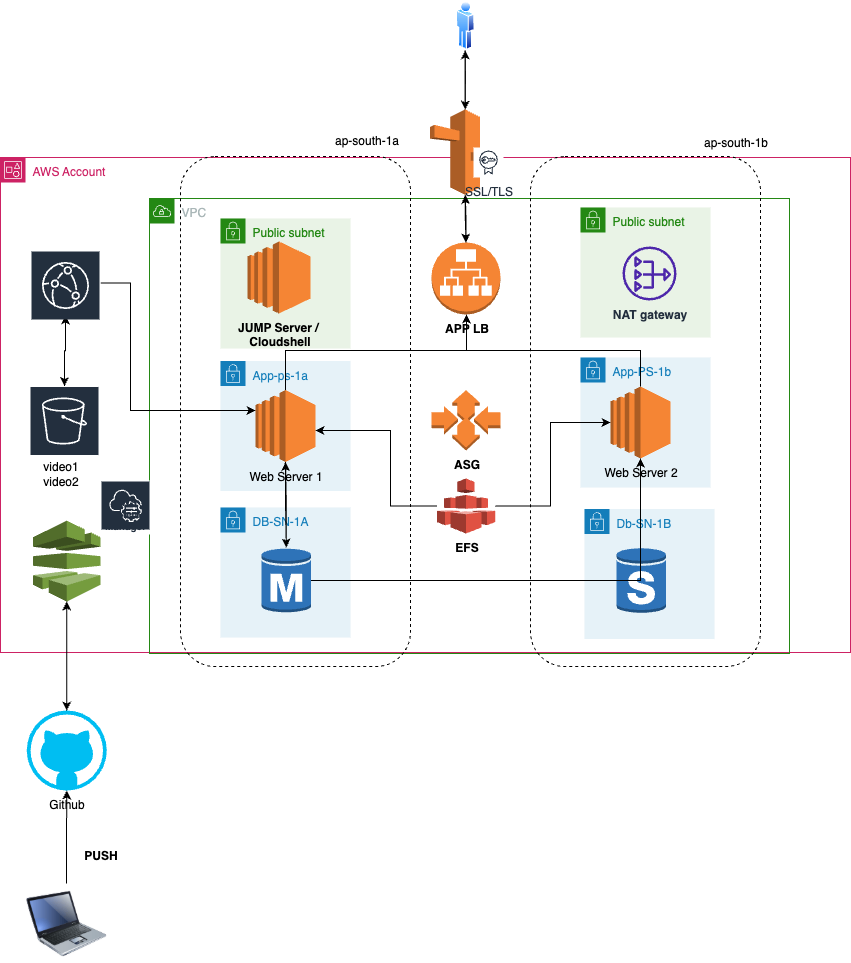 ap-south-1a
ap-south-1b
AWS Account
SSL/TLS
VPC
Public subnet
Public subnet
JUMP Server /
Cloudshell
APP LB
NAT gateway
App-ps-1a
App-PS-1b
Web Server 1
ASG
Web Server 2
video1
video2
DB-SN-1A
EFS
Db-SN-1B
M
S
Github
PUSH